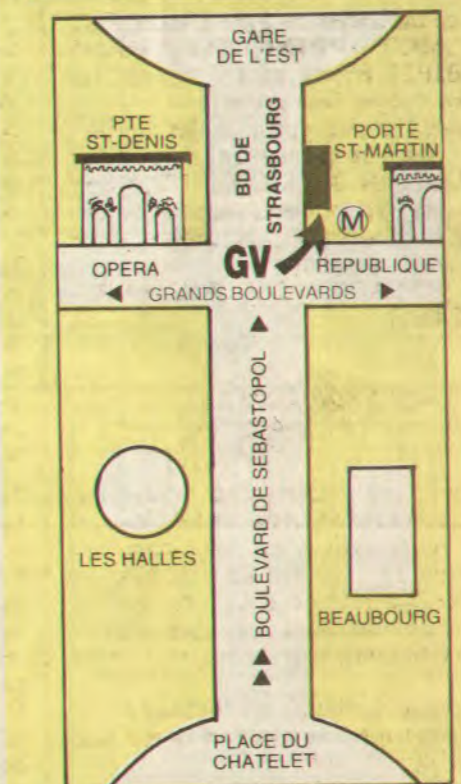 GARE
DE L'EST
PTE
ST-DENIS
BD DE
STRASBOURG
PORTE
ST-MARTIN
M
OPERA
GV
REPUBLIQUE
◀ GRANDS BOULEVARDS ▶
▶▶ BOULEVARD DE SEBASTOPOL ▶
LES HALLES
BEAUBOURG
PLACE DU
CHATELET